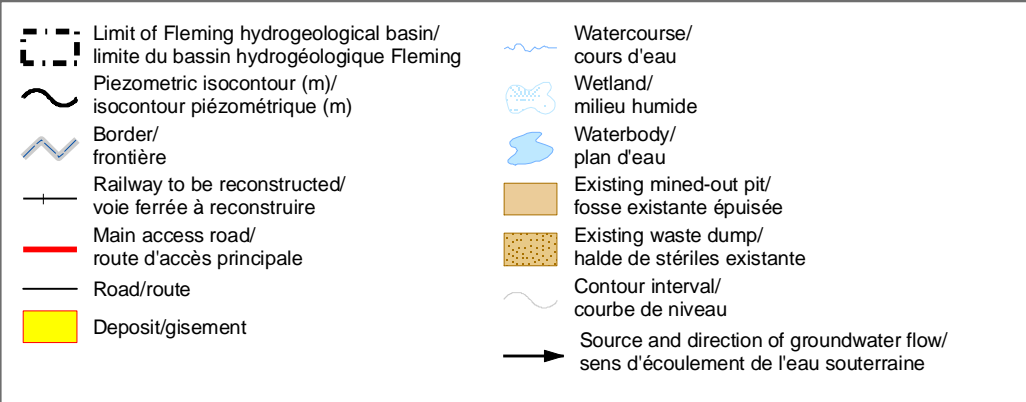 Limit of Fleming hydrogeological basin/
limite du bassin hydrogéologique Fleming
Piezometric isocontour (m)/
isocontour piézométrique (m)
Border/
frontière
Railway to be reconstructed/
voie ferrée à reconstruire
Main access road/
route d'accès principale
Road/route
Deposit/gisement
Watercourse/
cours d'eau
Wetland/
milieu humide
Waterbody/
plan d'eau
Existing mined-out pit/
fosse existante épuisée
Existing waste dump/
halde de stériles existante
Contour interval/
courbe de niveau
Source and direction of groundwater flow/
sens d'écoulement de l'eau souterraine